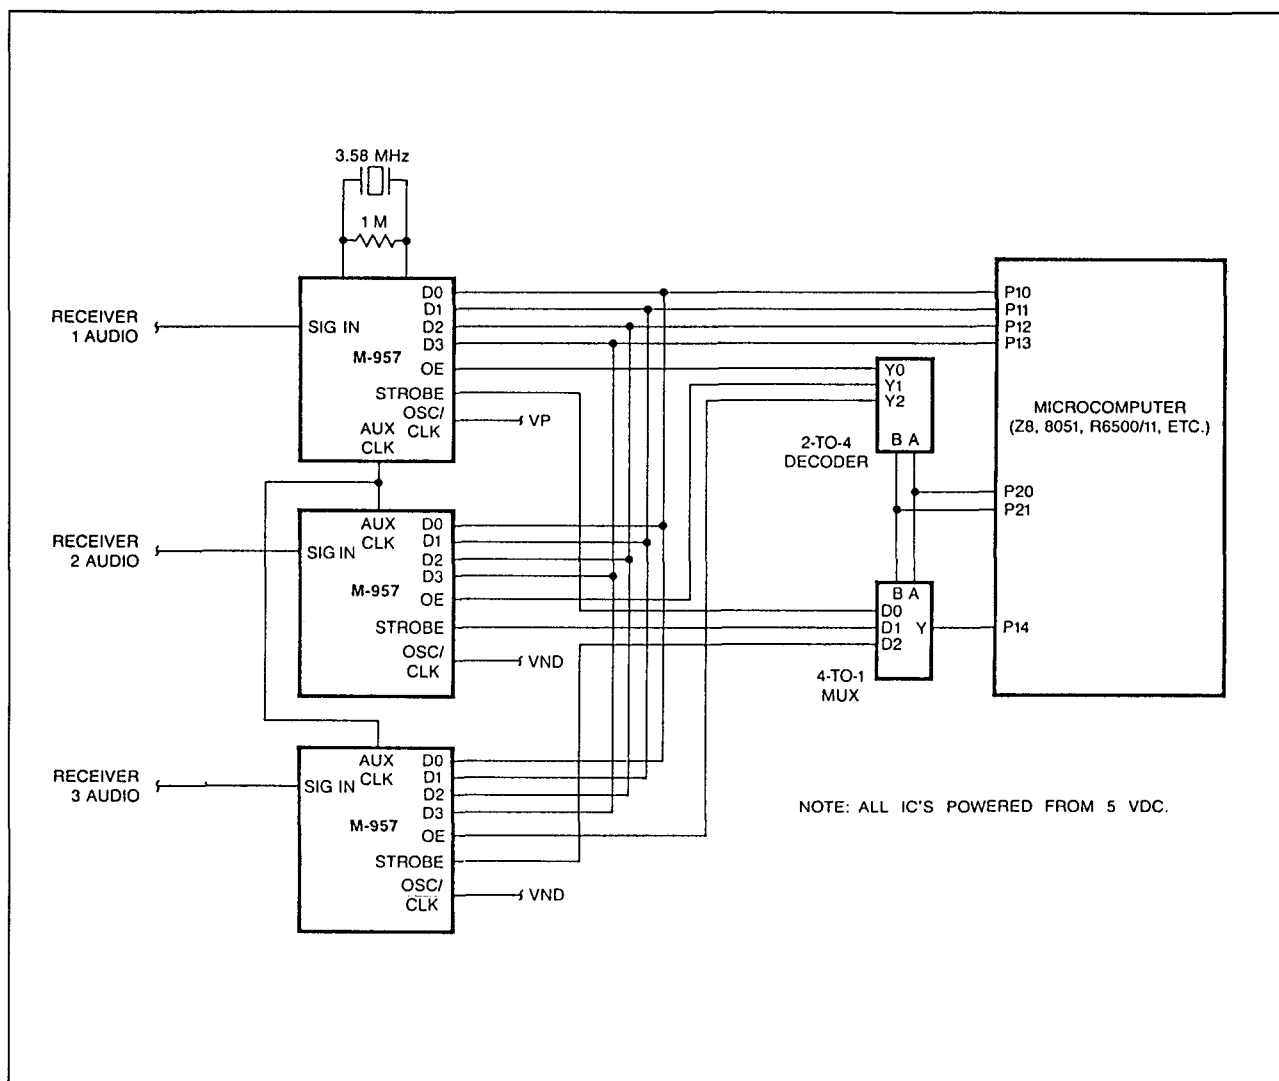 3.58 MHz
1 M
RECEIVER
1 AUDIO
SIG IN
M-957
D0
D1
D2
D3
OE
STROBE
OSC/
CLK
AUX
CLK
VP
RECEIVER
2 AUDIO
SIG IN
AUX
CLK
M-957
D0
D1
D2
D3
OE
STROBE
OSC/
CLK
VND
RECEIVER
3 AUDIO
SIG IN
AUX
CLK
M-957
D0
D1
D2
D3
OE
STROBE
OSC/
CLK
VND
Y0
Y1
Y2
B A
2-TO-4
DECODER
B A
D0
D1
D2
Y
4-TO-1
MUX
P10
P11
P12
P13
MICROCOMPUTER
(Z8, 8051, R6500/11, ETC.)
P20
P21
P14
NOTE: ALL IC'S POWERED FROM 5 VDC.